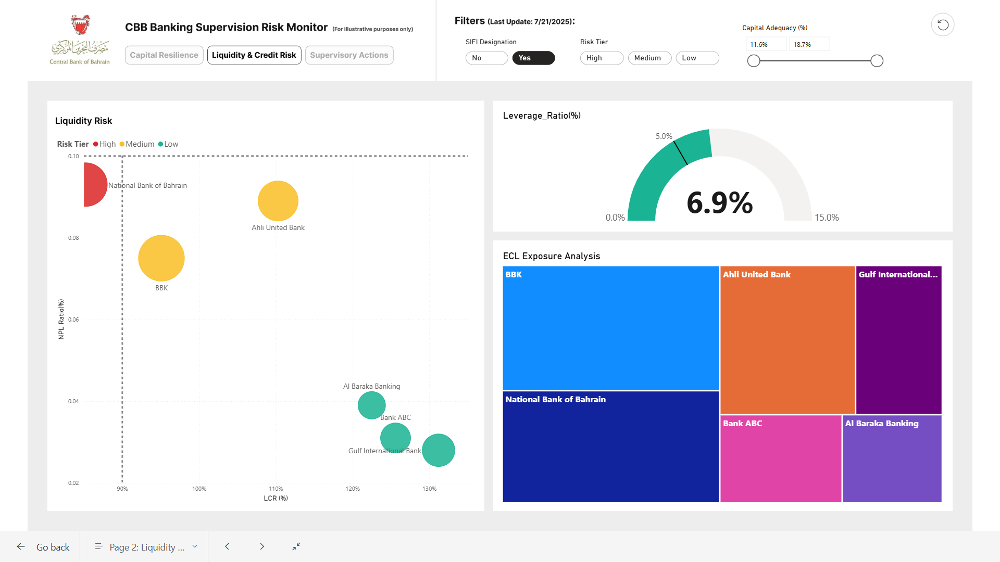 مصرف البحرين المركزي
Central Bank of Bahrain
CBB Banking Supervision Risk Monitor (For illustrative purposes only)
Capital Resilience
Liquidity & Credit Risk
Supervisory Actions
Filters (Last Update: 7/21/2025):
SIFI Designation
No
Yes
Risk Tier
High
Medium
Low
Capital Adequacy (%)
11.6%
18.7%
Liquidity Risk
Risk Tier High Medium Low
0.10
0.08
0.06
0.04
0.02
NPL Ratio(%)
National Bank of Bahrain
Ahli United Bank
BBK
Al Baraka Banking
Bank ABC
Gulf International Bank
90%
100%
110%
120%
130%
LCR (%)
Leverage_Ratio(%)
5.0%
6.9%
0.0%
15.0%
ECL Exposure Analysis
BBK
Ahli United Bank
Gulf International...
National Bank of Bahrain
Bank ABC
Al Baraka Banking
Go back
Page 2: Liquidity ...